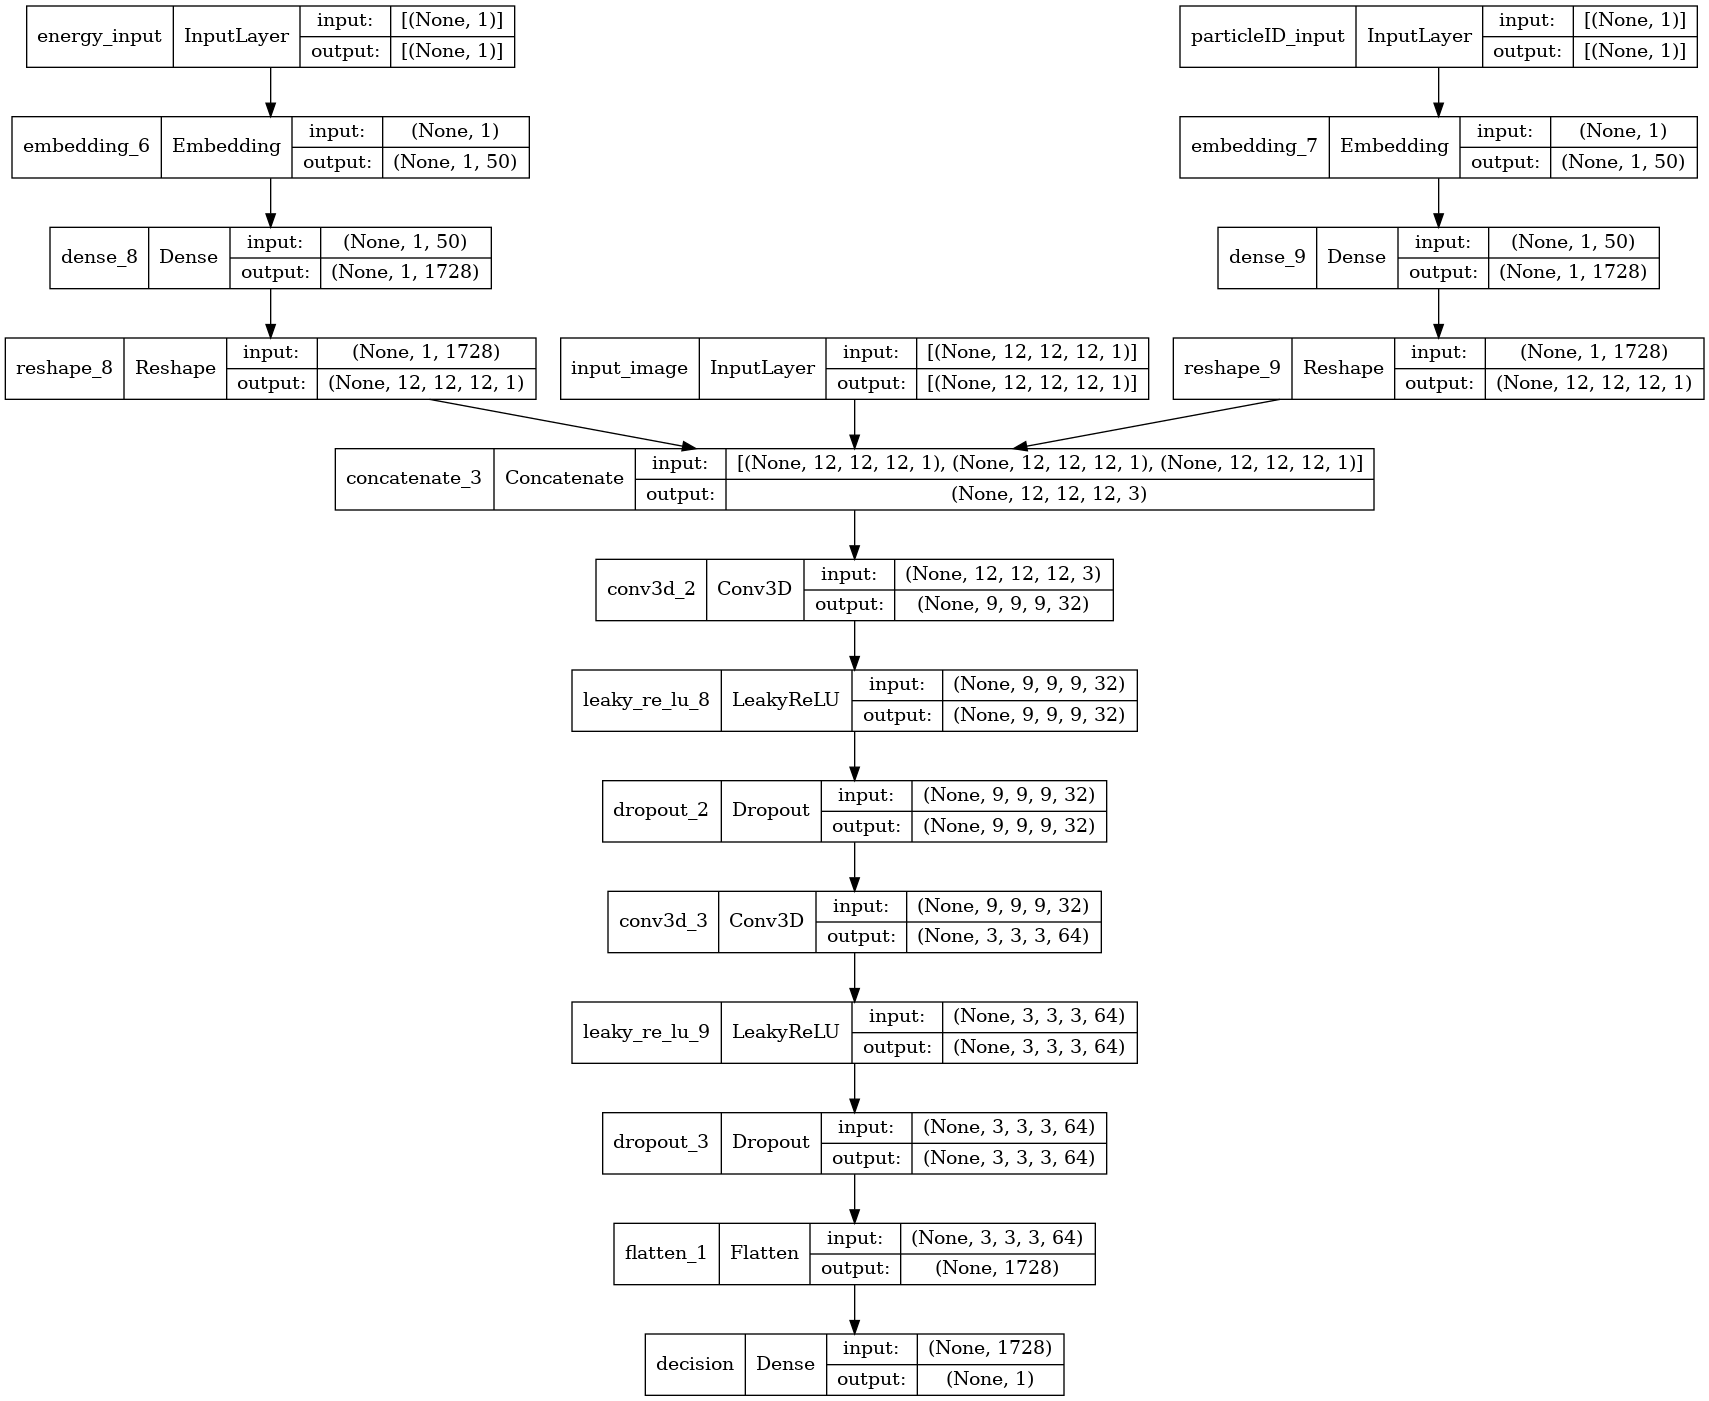 energy_input InputLayer input: [(None, 1)]
output: [(None, 1)]
particleID_input InputLayer input: [(None, 1)]
output: [(None, 1)]
embedding_6 Embedding input: (None, 1)
output: (None, 1, 50)
embedding_7 Embedding input: (None, 1)
output: (None, 1, 50)
dense_8 Dense input: (None, 1, 50)
output: (None, 1, 1728)
dense_9 Dense input: (None, 1, 50)
output: (None, 1, 1728)
reshape_8 Reshape input: (None, 1, 1728)
output: (None, 12, 12, 12, 1)
input_image InputLayer input: [(None, 12, 12, 12, 1)]
output: [(None, 12, 12, 12, 1)]
reshape_9 Reshape input: (None, 1, 1728)
output: (None, 12, 12, 12, 1)
concatenate_3 Concatenate input: [(None, 12, 12, 12, 1), (None, 12, 12, 12, 1), (None, 12, 12, 12, 1)]
output: (None, 12, 12, 12, 3)
conv3d_2 Conv3D input: (None, 12, 12, 12, 3)
output: (None, 9, 9, 9, 32)
leaky_re_lu_8 LeakyReLU input: (None, 9, 9, 9, 32)
output: (None, 9, 9, 9, 32)
dropout_2 Dropout input: (None, 9, 9, 9, 32)
output: (None, 9, 9, 9, 32)
conv3d_3 Conv3D input: (None, 9, 9, 9, 32)
output: (None, 3, 3, 3, 64)
leaky_re_lu_9 LeakyReLU input: (None, 3, 3, 3, 64)
output: (None, 3, 3, 3, 64)
dropout_3 Dropout input: (None, 3, 3, 3, 64)
output: (None, 3, 3, 3, 64)
flatten_1 Flatten input: (None, 3, 3, 3, 64)
output: (None, 1728)
decision Dense input: (None, 1728)
output: (None, 1)